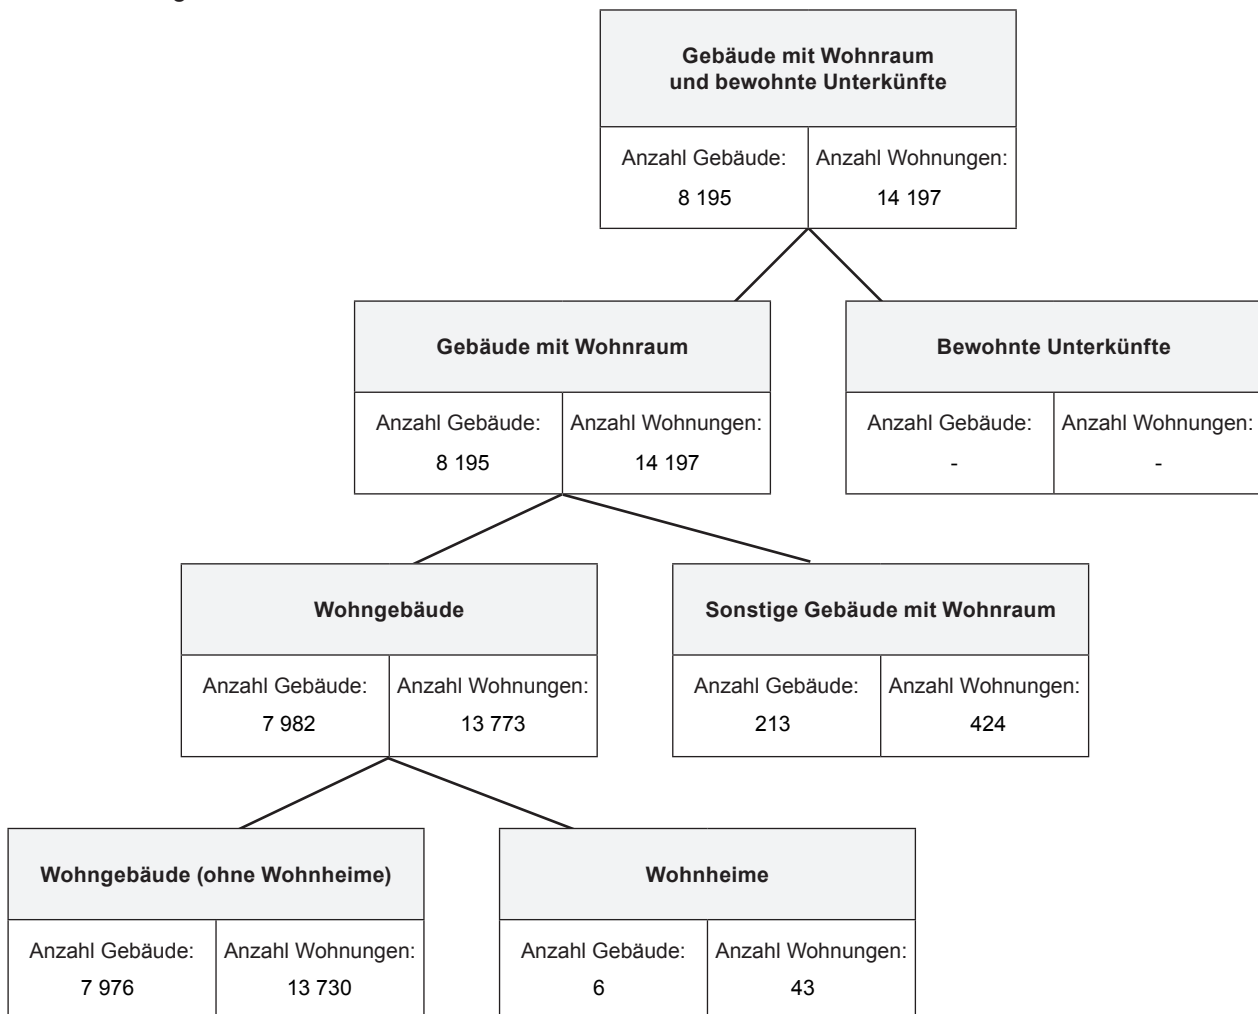 Gebäude mit Wohnraum
und bewohnte Unterkünfte
Anzahl Gebäude: Anzahl Wohnungen:
8 195 14 197
Gebäude mit Wohnraum Bewohnte Unterkünfte
Anzahl Gebäude: Anzahl Wohnungen: Anzahl Gebäude: Anzahl Wohnungen:
8 195 14 197 - -
Wohngebäude Sonstige Gebäude mit Wohnraum
Anzahl Gebäude: Anzahl Wohnungen: Anzahl Gebäude: Anzahl Wohnungen:
7 982 13 773 213 424
Wohngebäude (ohne Wohnheime) Wohnheime
Anzahl Gebäude: Anzahl Wohnungen: Anzahl Gebäude: Anzahl Wohnungen:
7 976 13 730 6 43